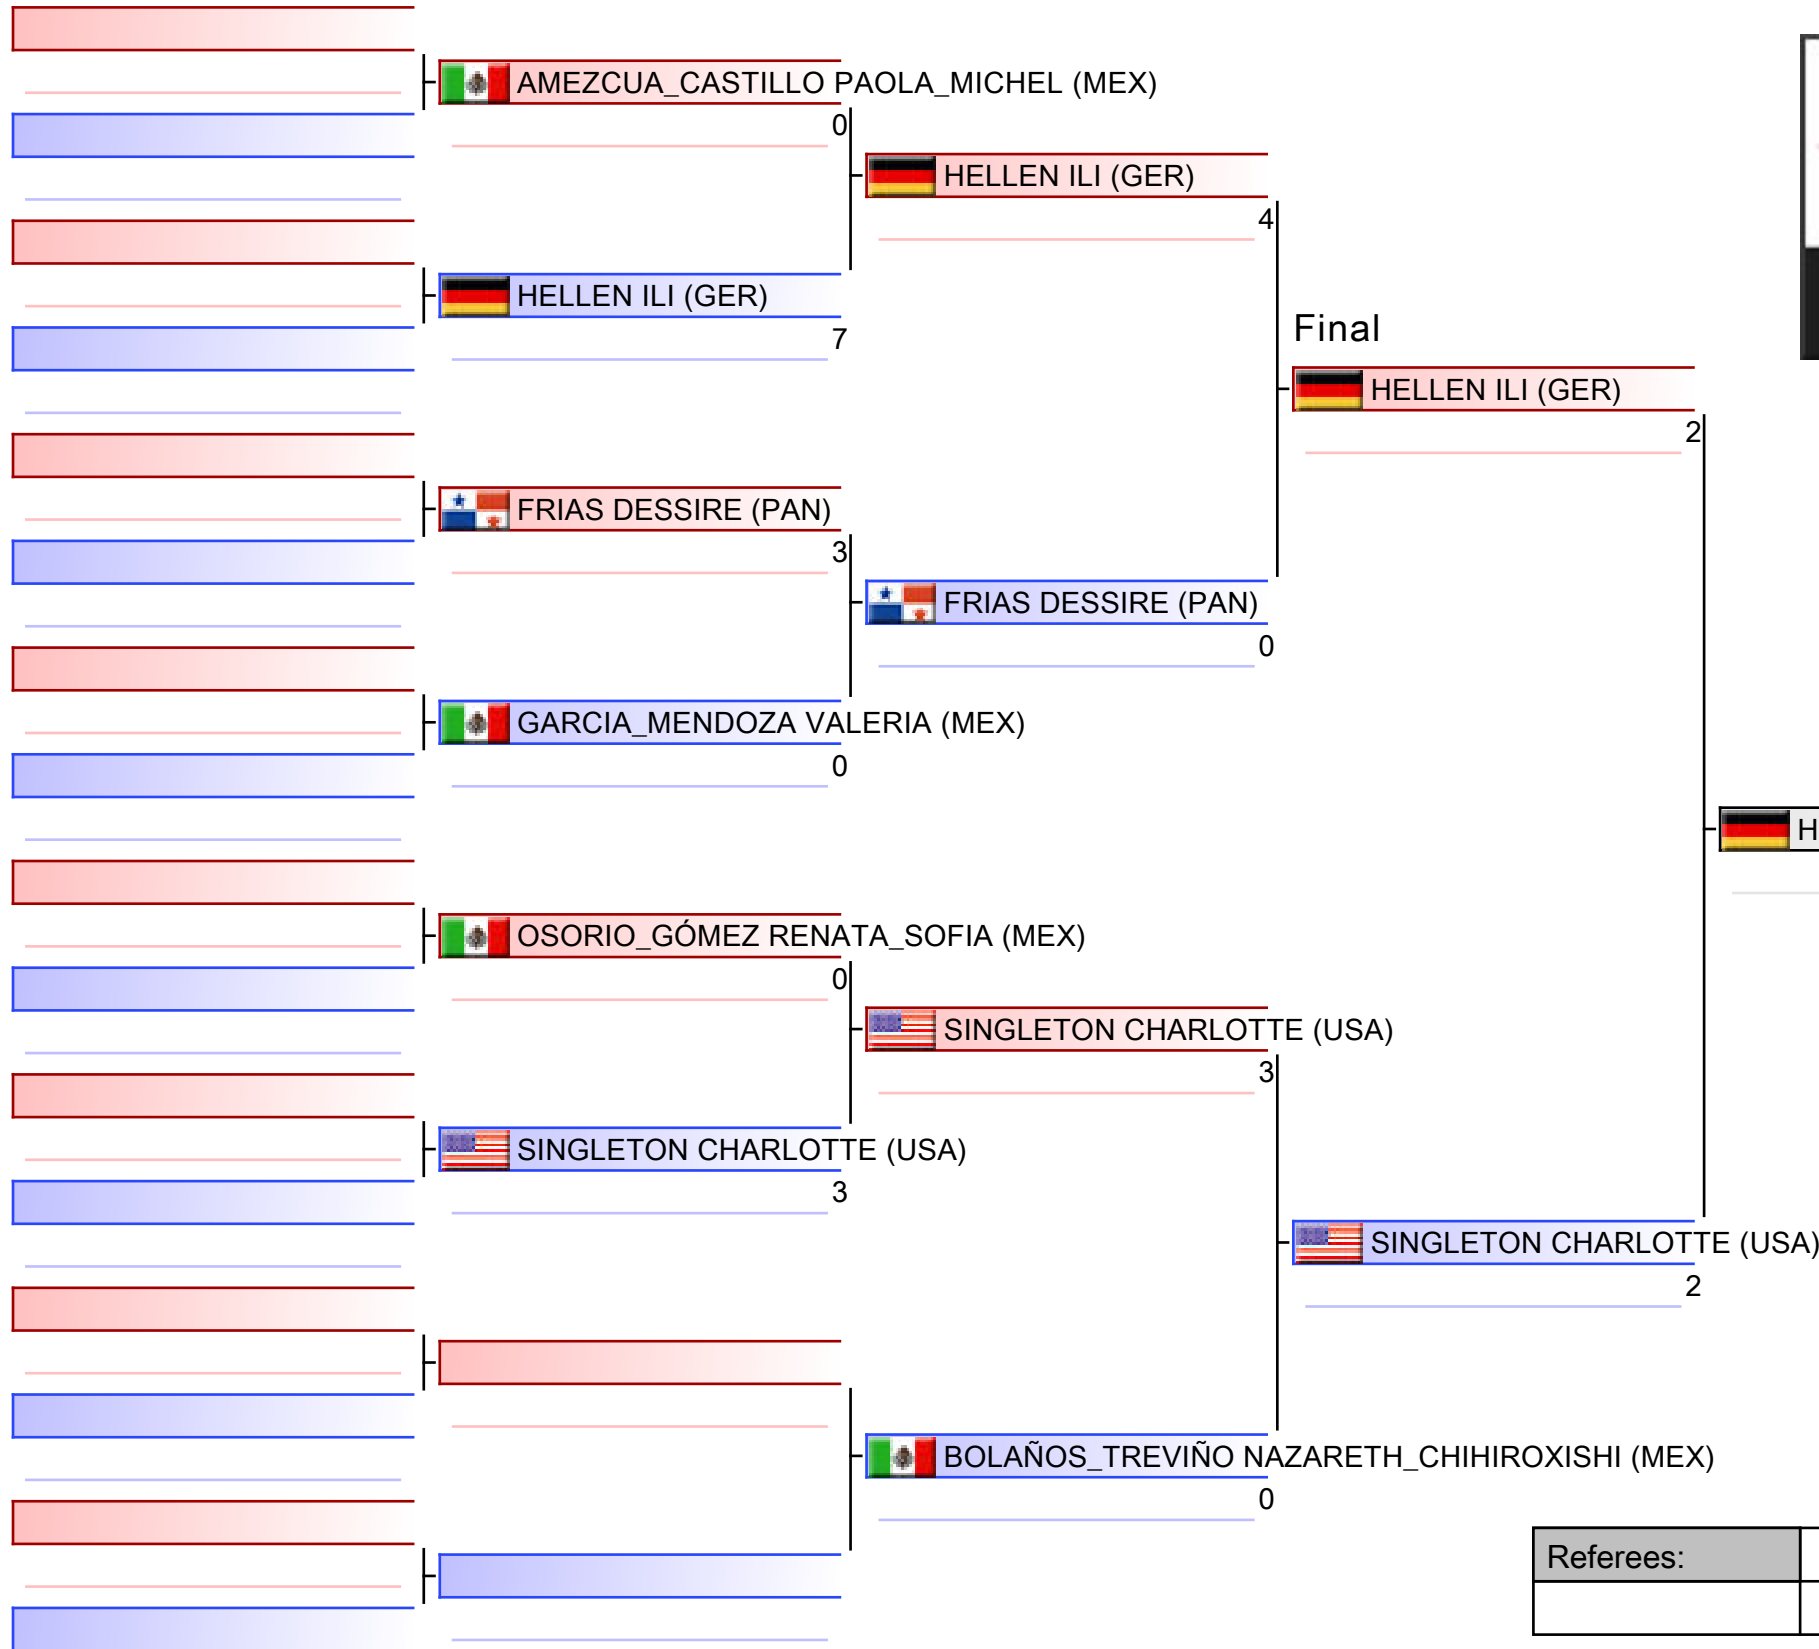 AMEZCUA_CASTILLO PAOLA_MICHEL (MEX)
0
HELLEN ILI (GER)
4
HELLEN ILI (GER)
7
Final
HELLEN ILI (GER)
2
FRIAS DESSIRE (PAN)
3
FRIAS DESSIRE (PAN)
0
GARCIA_MENDOZA VALERIA (MEX)
0
H
OSORIO_GÓMEZ RENATA_SOFIA (MEX)
0
SINGLETON CHARLOTTE (USA)
3
SINGLETON CHARLOTTE (USA)
3
SINGLETON CHARLOTTE (USA)
2
BOLAÑOS_TREVIÑO NAZARETH_CHIHIROXISHI (MEX)
0
Referees: